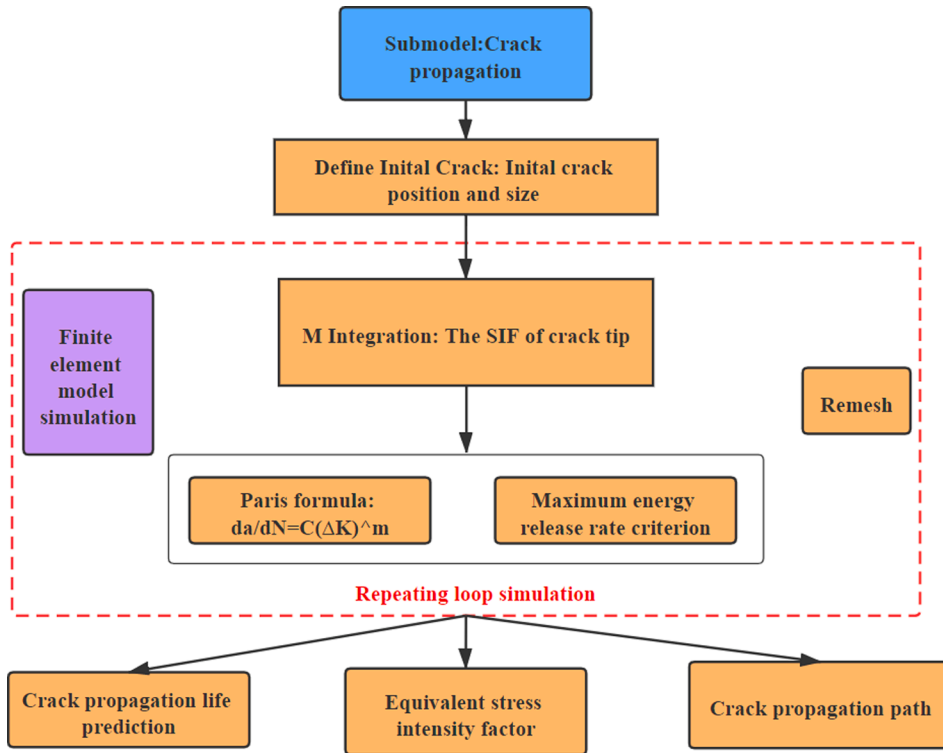 Submodel:Crack
propagation
Define Inital Crack: Inital crack
position and size
M Integration: The SIF of crack tip
Finite
element
model
simulation
Remesh
Paris formula:
da/dN=C(ΔK)^m
Maximum energy
release rate criterion
Repeating loop simulation
Crack propagation life
prediction
Equivalent stress
intensity factor
Crack propagation path